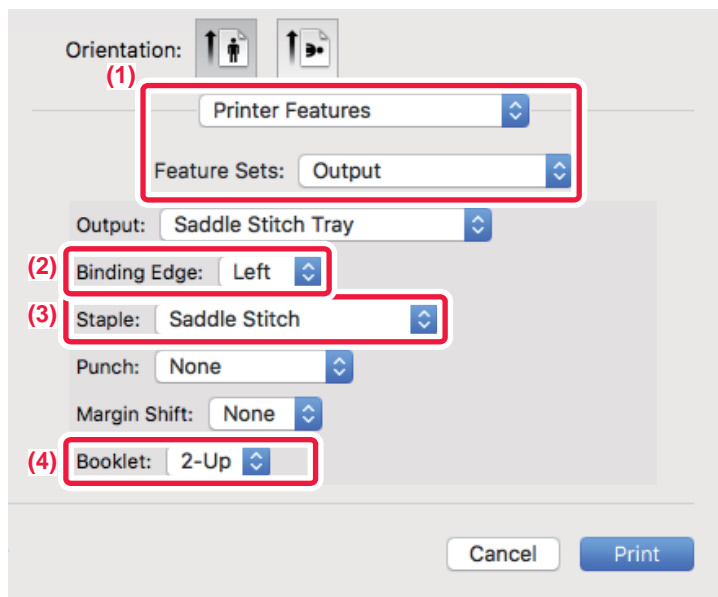 Orientation:
(1)
Printer Features
Feature Sets: Output
Output: Saddle Stitch Tray
(2) Binding Edge: Left
(3) Staple: Saddle Stitch
Punch: None
Margin Shift: None
(4) Booklet: 2-Up
Cancel Print